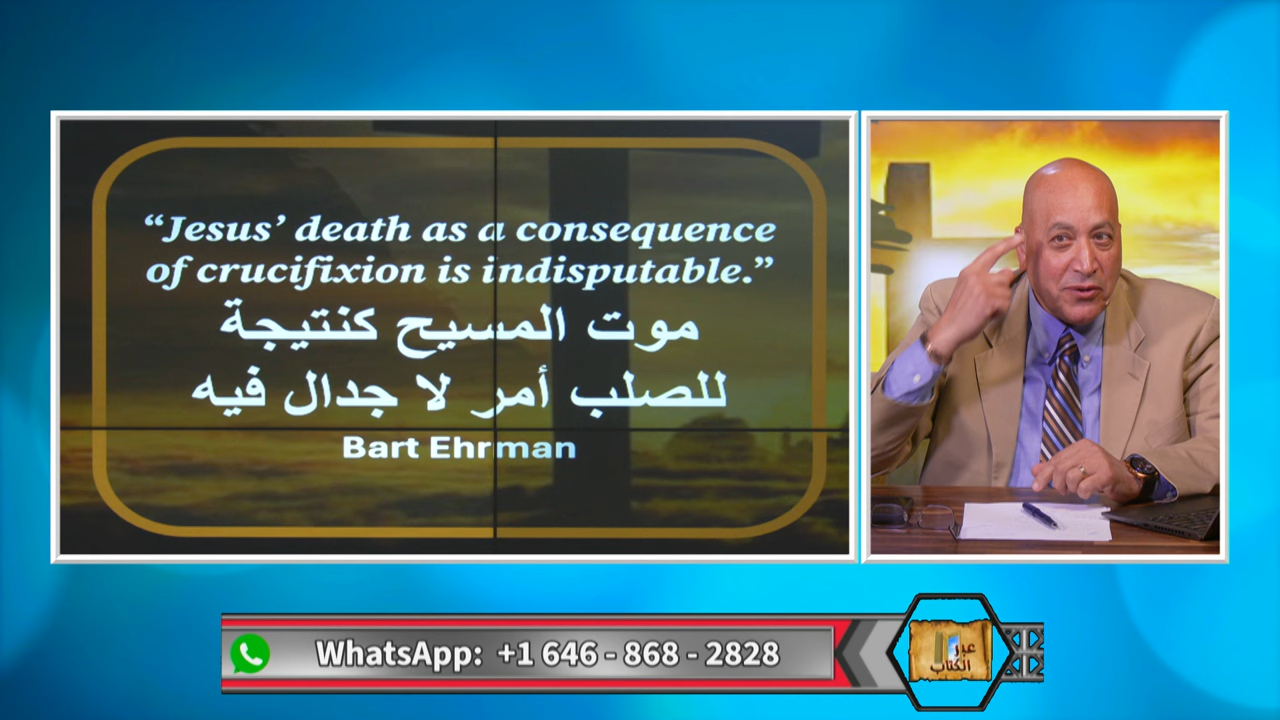 “Jesus’ death as a consequence
of crucifixion is indisputable.”
موت المسيح كنتيجة
للصلب أمر لا جدال فيه
Bart Ehrman
WhatsApp: +1 646 - 868 - 2828
عبر
الكتاب